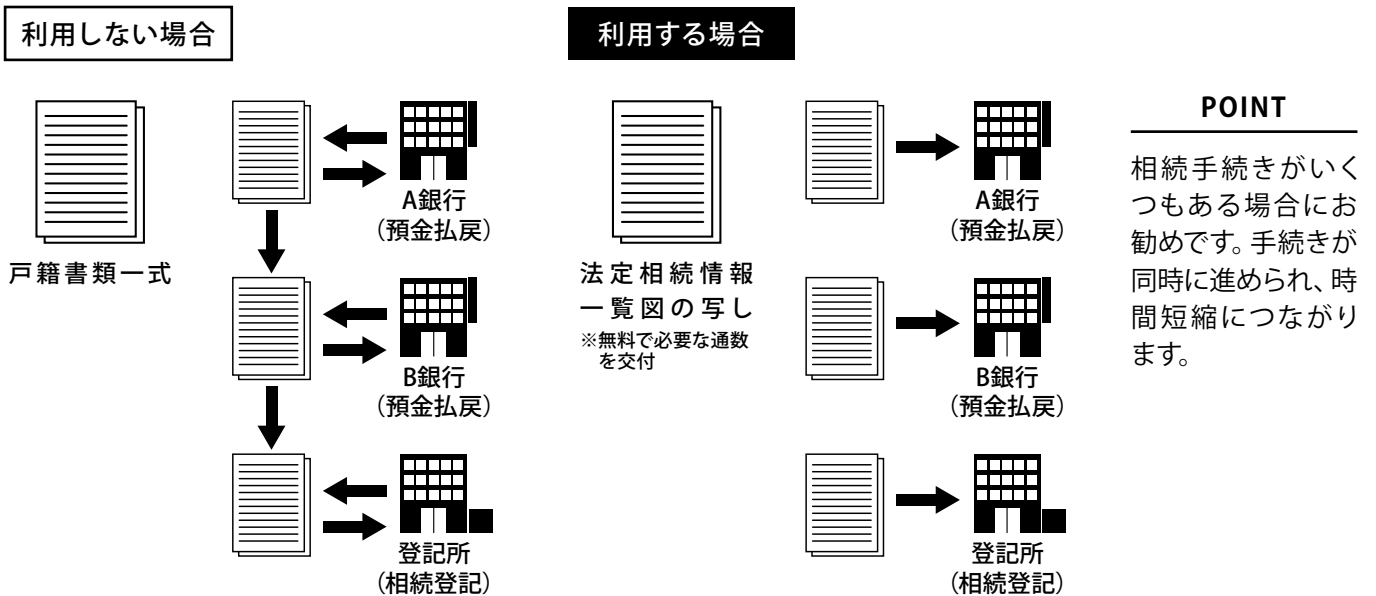 利用しない場合
戸籍書類一式
A銀行
（預金払戻）
B銀行
（預金払戻）
登記所
（相続登記）
利用する場合
法定相続情報
一覧図の写し
※無料で必要な通数
を交付
A銀行
（預金払戻）
B銀行
（預金払戻）
登記所
（相続登記）
POINT
相続手続きがいく
つもある場合にお
勧めです。手続きが
同時に進められ、時
間短縮につながり
ます。